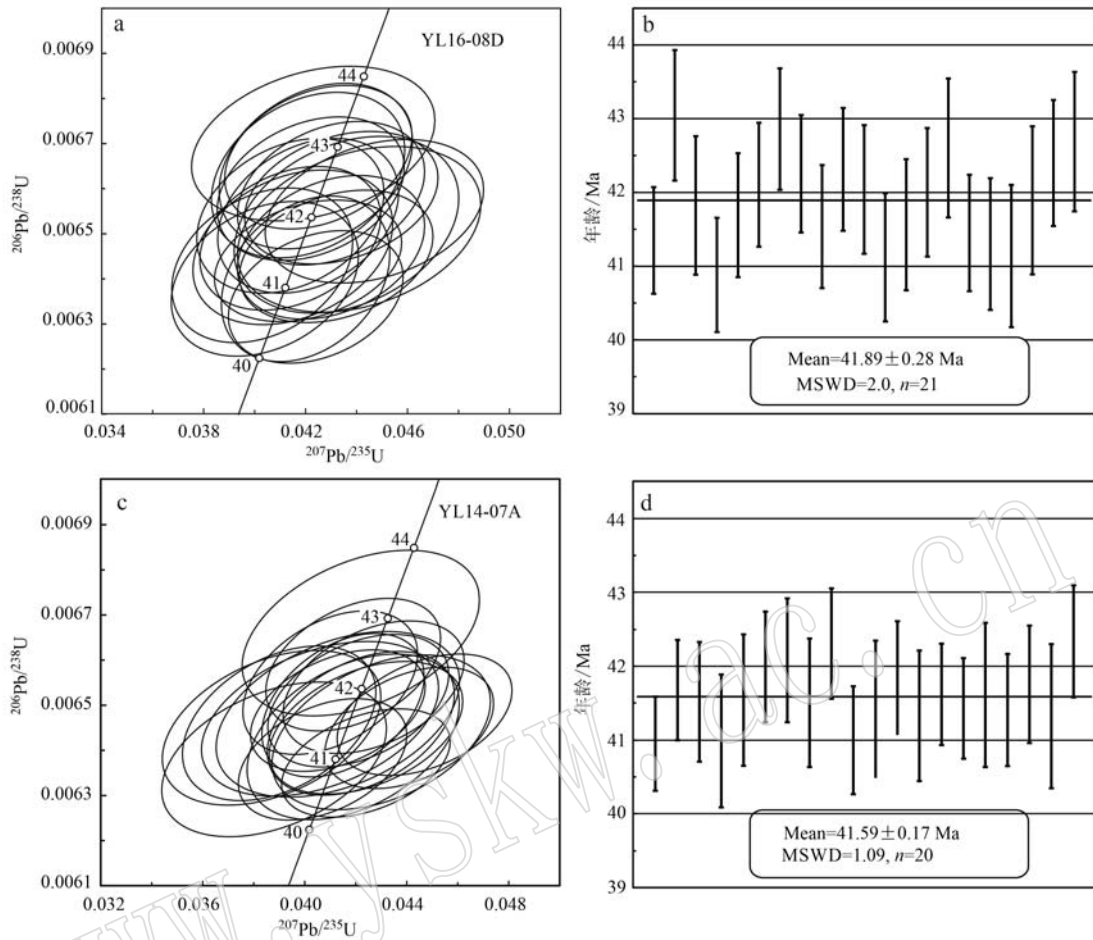 a
YL16-08D
0.0069
0.0067
0.0065
0.0063
0.0061
206Pb/238U
44
43
42
41
40
0.034
0.038
0.042
0.046
0.050
207Pb/235U
b
44
43
42
41
40
39
年龄/Ma
Mean=41.89±0.28 Ma
MSWD=2.0, n=21
c
YL14-07A
0.0069
0.0067
0.0065
0.0063
0.0061
206Pb/238U
44
43
42
41
40
0.032
0.036
0.040
0.044
0.048
207Pb/235U
d
44
43
42
41
40
39
年龄/Ma
Mean=41.59±0.17 Ma
MSWD=1.09, n=20
www.yskw.ac.cn